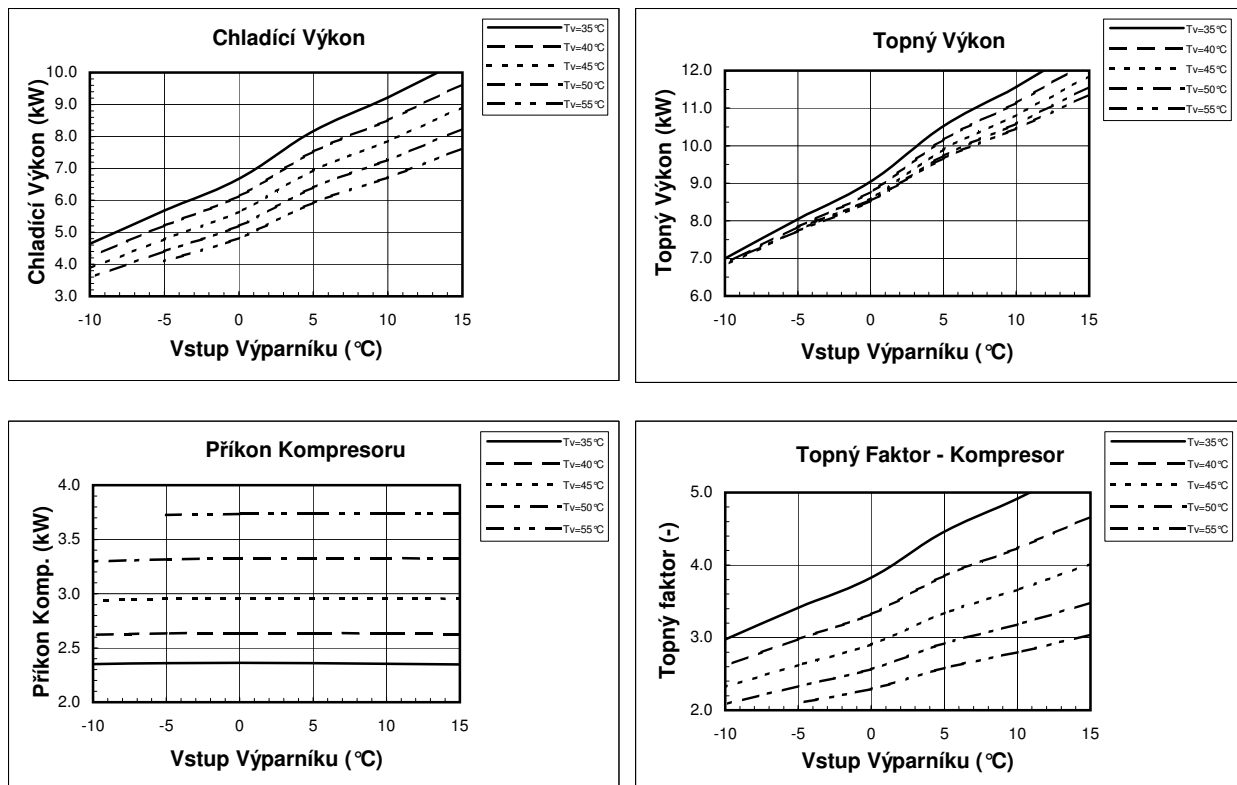 Chladící Výkon
Tv=35°C
Tv=40°C
Tv=45°C
Tv=50°C
Tv=55°C
Chladící Výkon (kW)
10.0
9.0
8.0
7.0
6.0
5.0
4.0
3.0
-10 -5 0 5 10 15
Vstup Výparníku (°C)
Topný Výkon
Tv=35°C
Tv=40°C
Tv=45°C
Tv=50°C
Tv=55°C
Topný Výkon (kW)
12.0
11.0
10.0
9.0
8.0
7.0
6.0
-10 -5 0 5 10 15
Vstup Výparníku (°C)
Příkon Kompresoru
Tv=35°C
Tv=40°C
Tv=45°C
Tv=50°C
Tv=55°C
Příkon Komp. (kW)
4.0
3.5
3.0
2.5
2.0
-10 -5 0 5 10 15
Vstup Výparníku (°C)
Topný Faktor - Kompresor
Tv=35°C
Tv=40°C
Tv=45°C
Tv=50°C
Tv=55°C
Topný faktor (-)
5.0
4.0
3.0
2.0
-10 -5 0 5 10 15
Vstup Výparníku (°C)